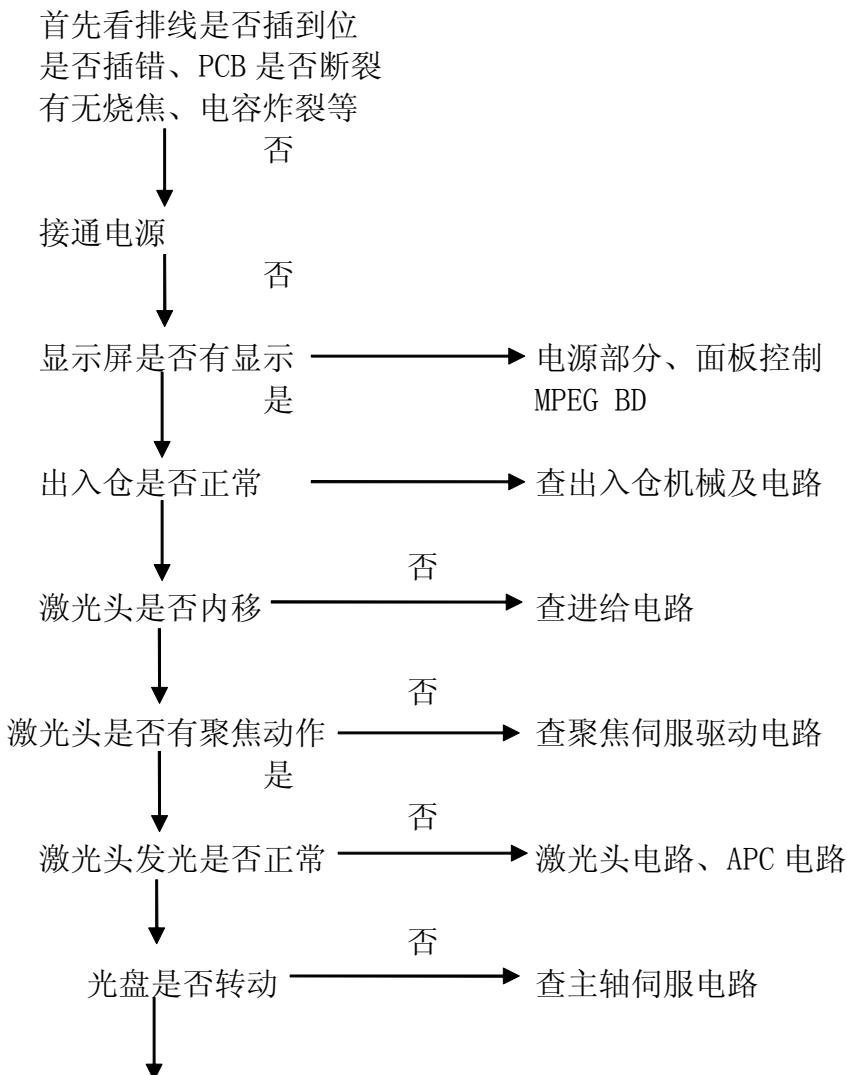 首先看排线是否插到位
是否插错、PCB 是否断裂
有无烧焦、电容炸裂等
否
接通电源
否
显示屏是否有显示
电源部分、面板控制
是
MPEG BD
出入仓是否正常
查出入仓机械及电路
否
激光头是否内移
查进给电路
否
激光头是否有聚焦动作
查聚焦伺服驱动电路
是
否
激光头发光是否正常
激光头电路、APC 电路
否
光盘是否转动
查主轴伺服电路